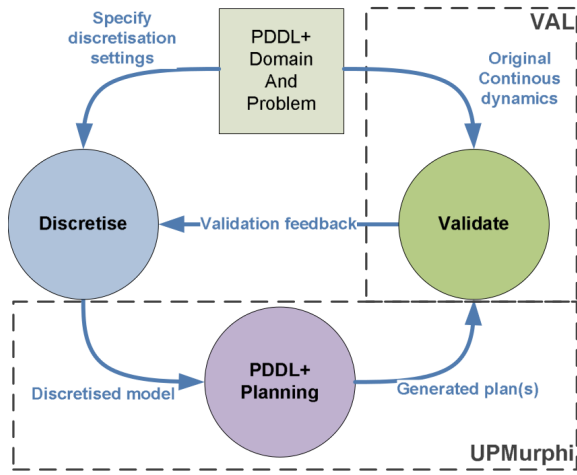 Specify
discretisation
settings
PDDL+
Domain
And
Problem
VAL
Original
Continous
dynamics
Discretise
Validation feedback
Validate
Discretised model
PDDL+
Planning
Generated plan(s)
UPMurphi